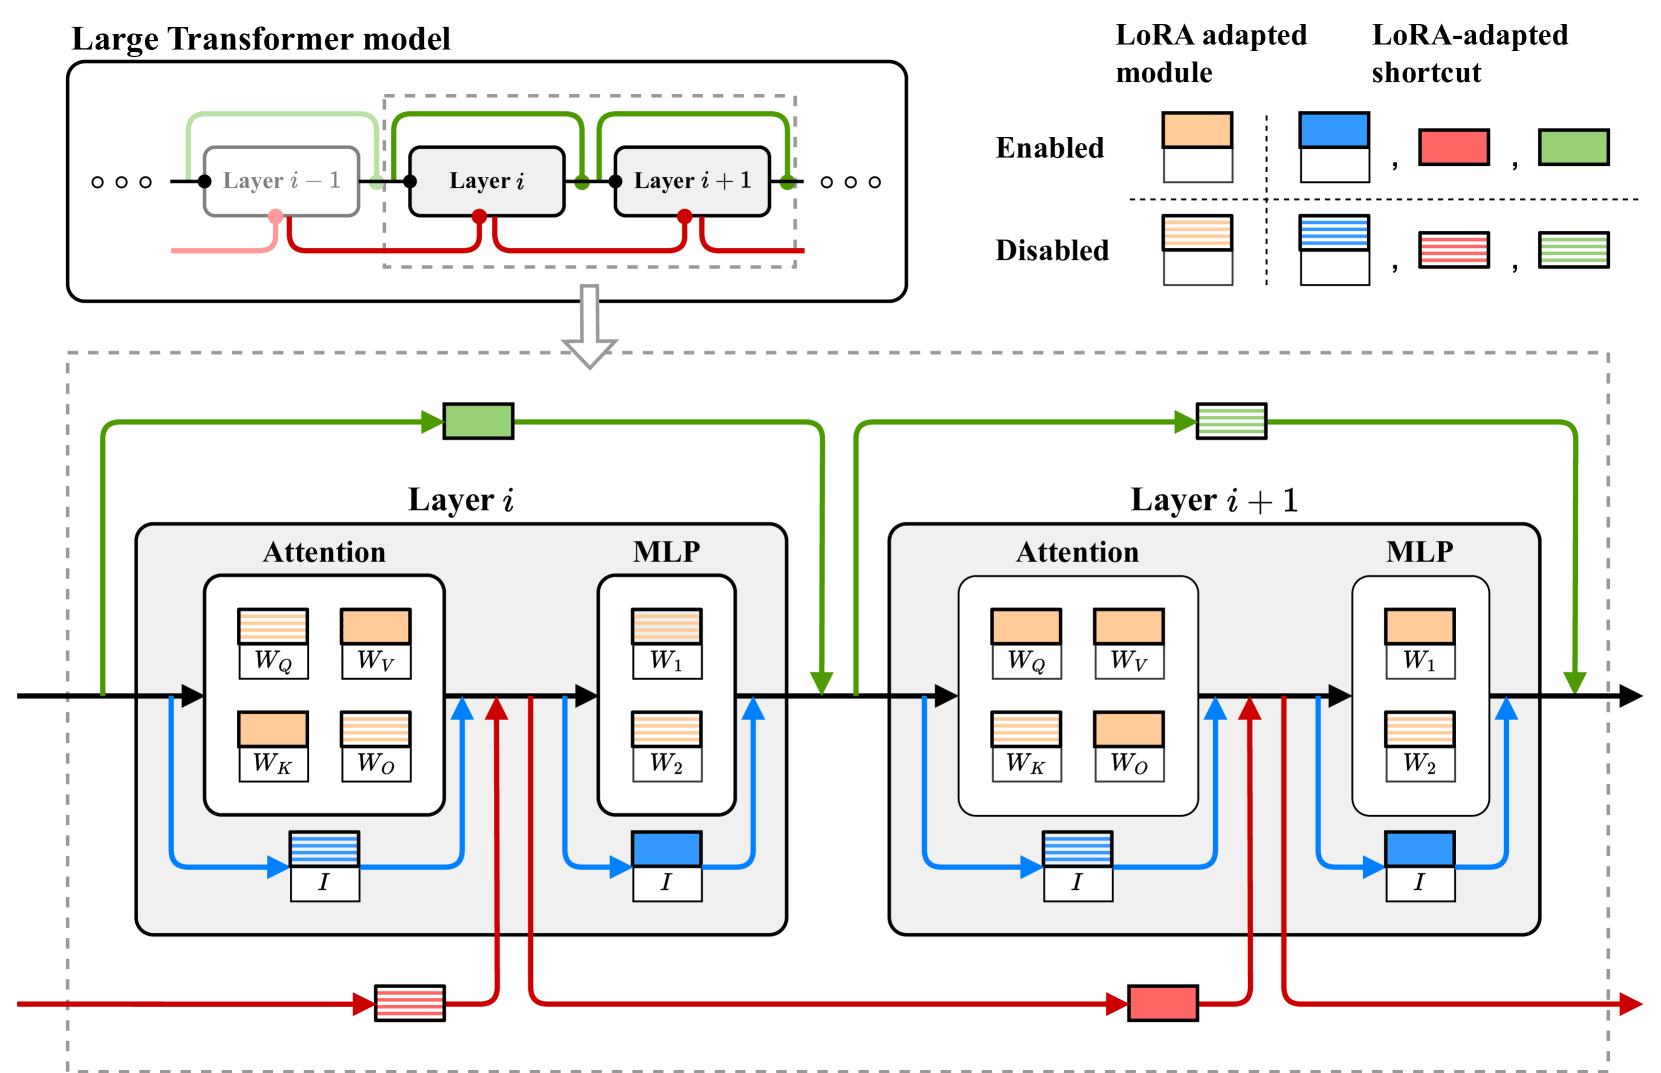 Large Transformer model
Layer i − 1
Layer i
Layer i + 1
LoRA adapted
module
LoRA-adapted
shortcut
Enabled
, ,
Disabled
, ,
Layer i
Attention
MLP
W_Q
W_V
W_1
W_K
W_O
W_2
I
I
Layer i + 1
Attention
MLP
W_Q
W_V
W_1
W_K
W_O
W_2
I
I